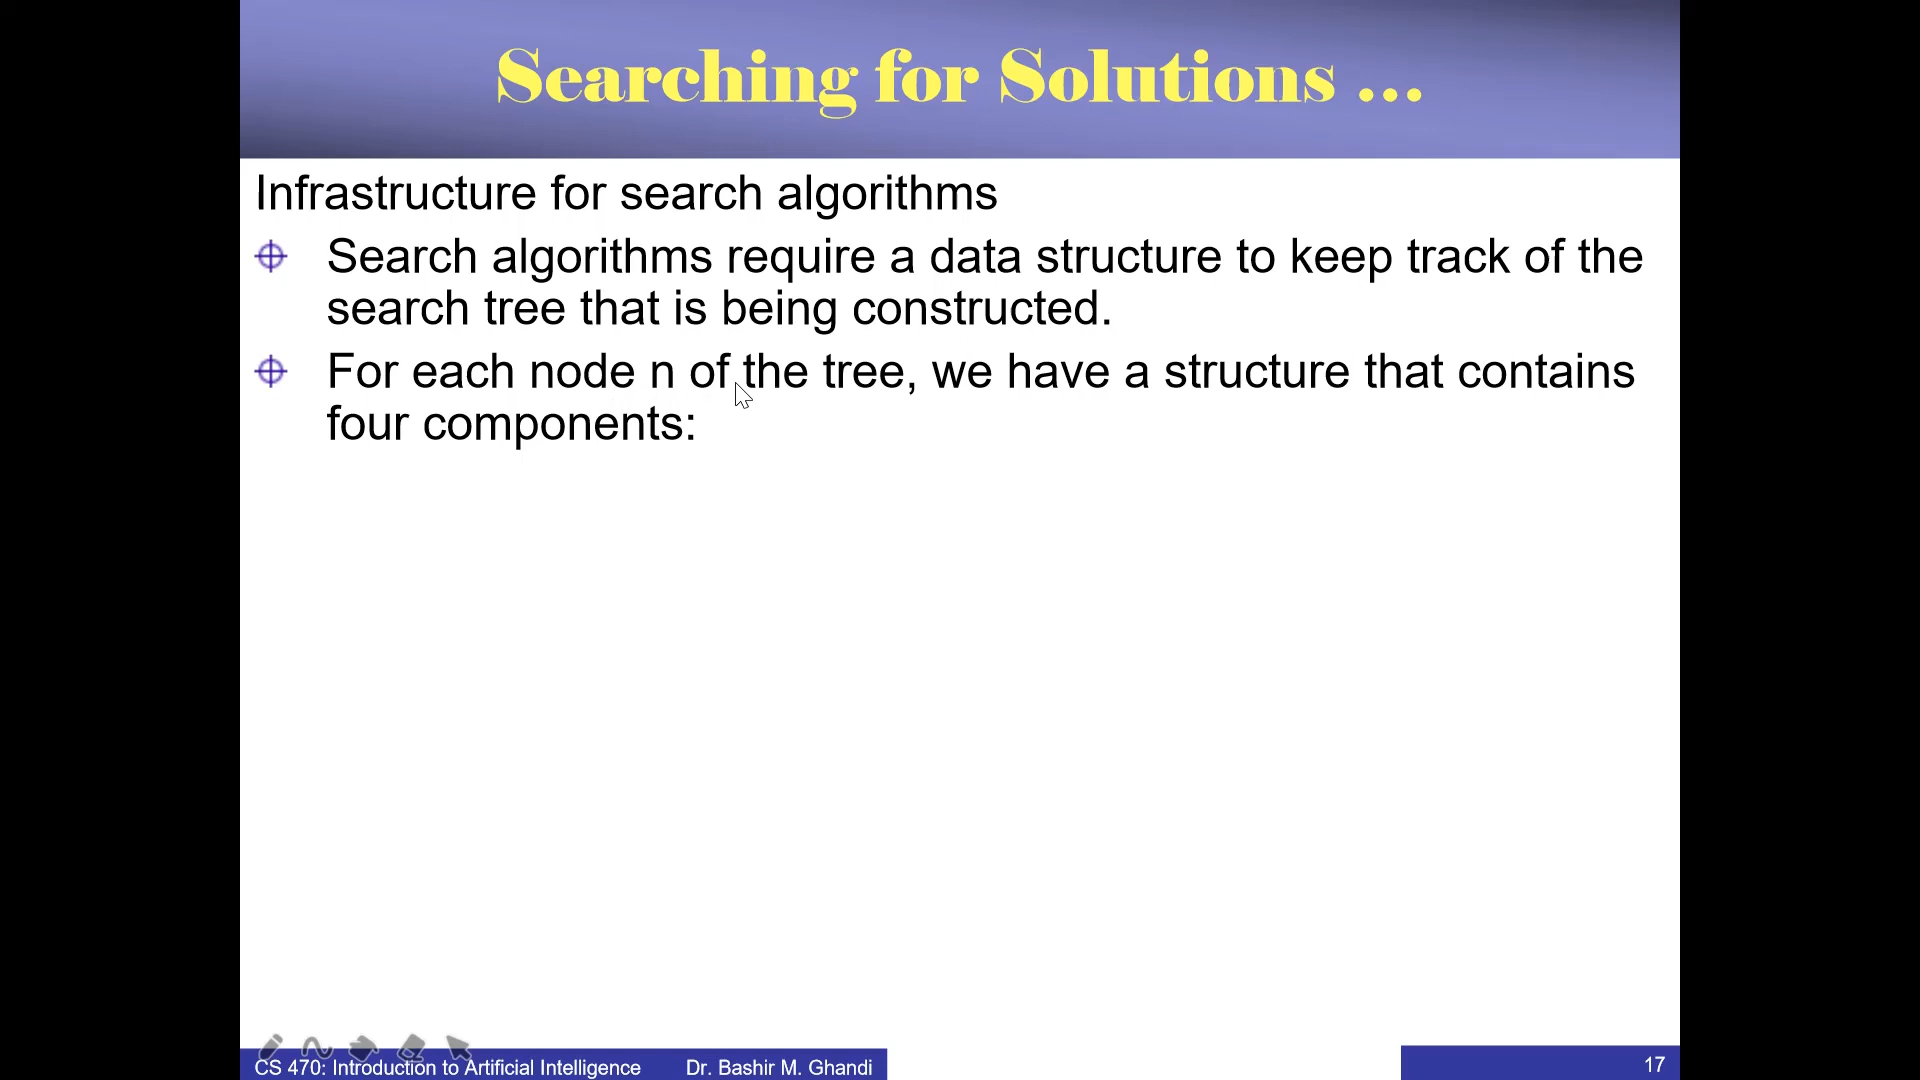 Searching for Solutions ...
Infrastructure for search algorithms
Search algorithms require a data structure to keep track of the
search tree that is being constructed.
For each node n of the tree, we have a structure that contains
four components:
CS 470: Introduction to Artificial Intelligence Dr. Bashir M. Ghandi
17